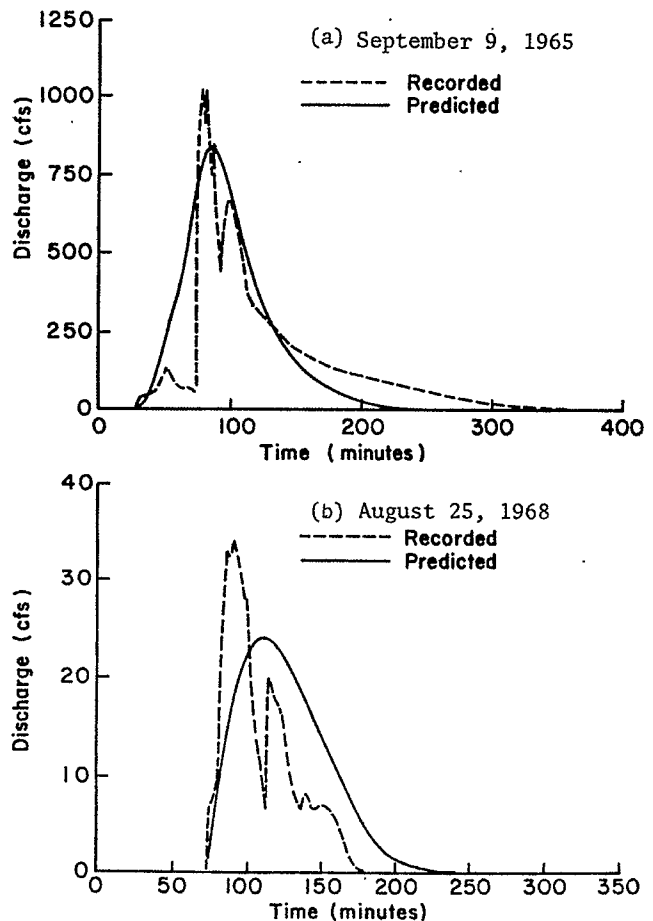 (a) September 9, 1965
Recorded
Predicted
Discharge (cfs)
1250
1000
750
500
250
0
0 100 200 300 400
Time (minutes)
(b) August 25, 1968
Recorded
Predicted
Discharge (cfs)
40
30
20
10
0
0 50 100 150 200 250 300 350
Time (minutes)